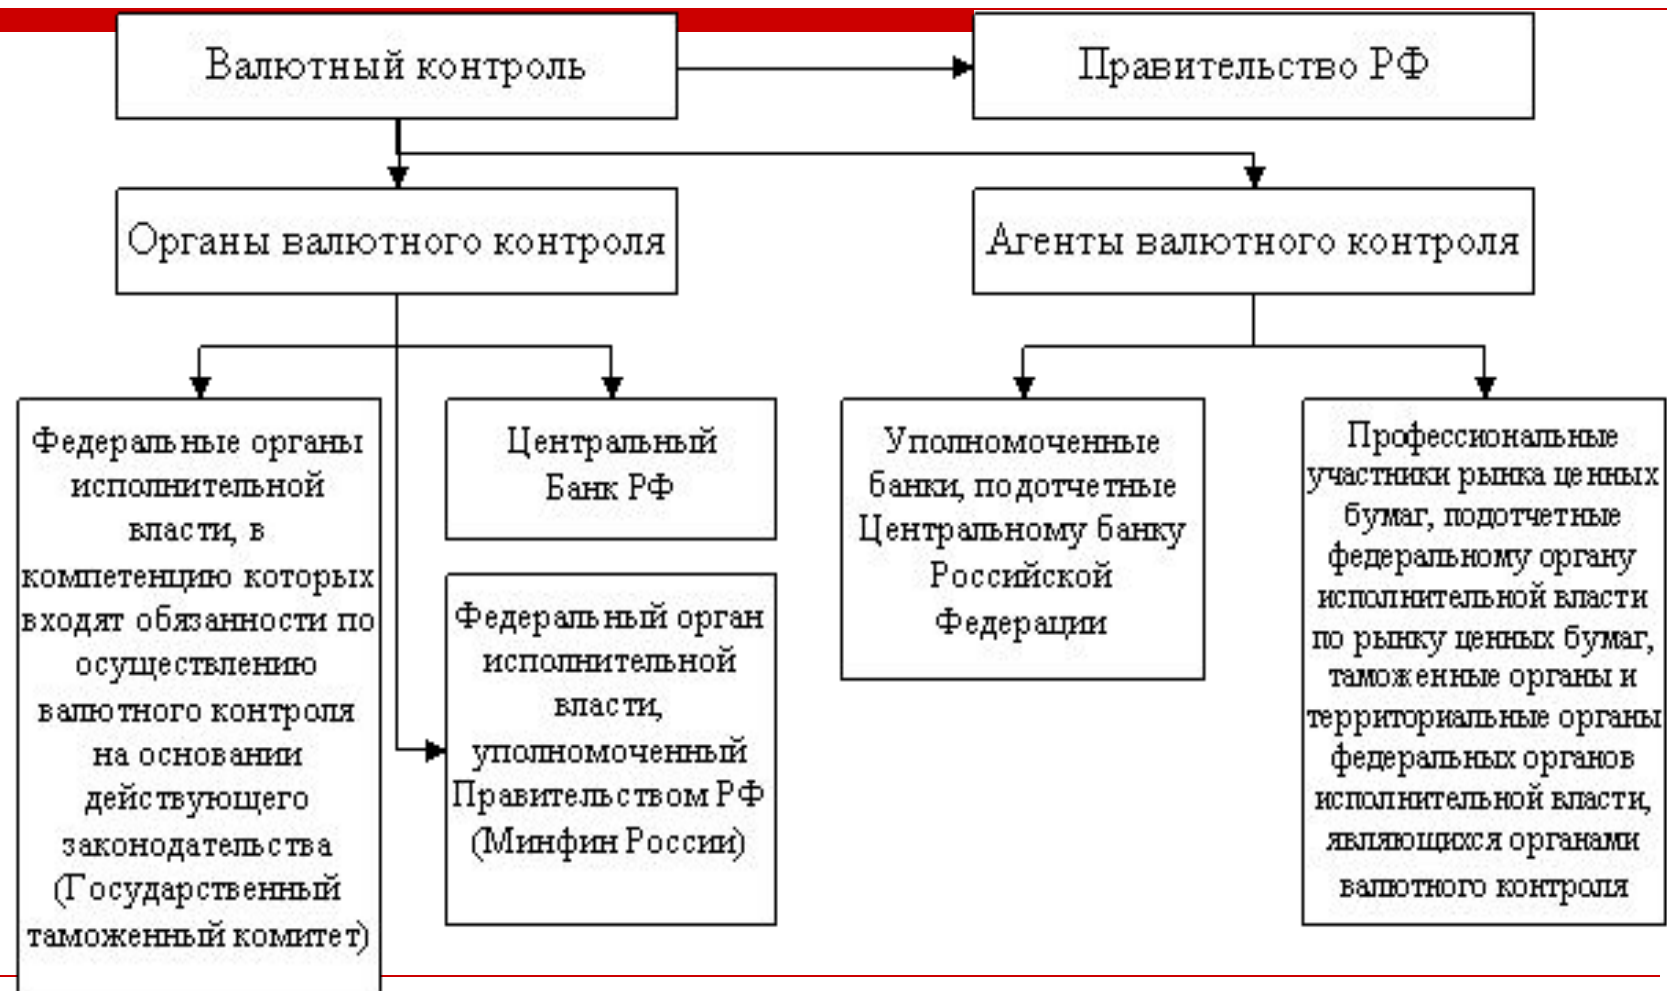 Валютный контроль
Правительство РФ
Органы валютного контроля
Агенты валютного контроля
Федеральные органы
исполнительной
власти, в
компетенцию которых
входят обязанности по
осуществлению
валютного контроля
на основании
действующего
законодательства
(Государственный
таможенный комитет)
Центральный
Банк РФ
Федеральный орган
исполнительной
власти,
уполномоченный
Правительством РФ
(Минфин России)
Уполномоченные
банки, подотчетные
Центральному банку
Российской
Федерации
Профессиональные
участники рынка ценных
бумаг, подотчетные
федеральному органу
исполнительной власти
по рынку ценных бумаг,
таможенные органы и
территориальные органы
федеральных органов
исполнительной власти,
являющихся органами
валютного контроля